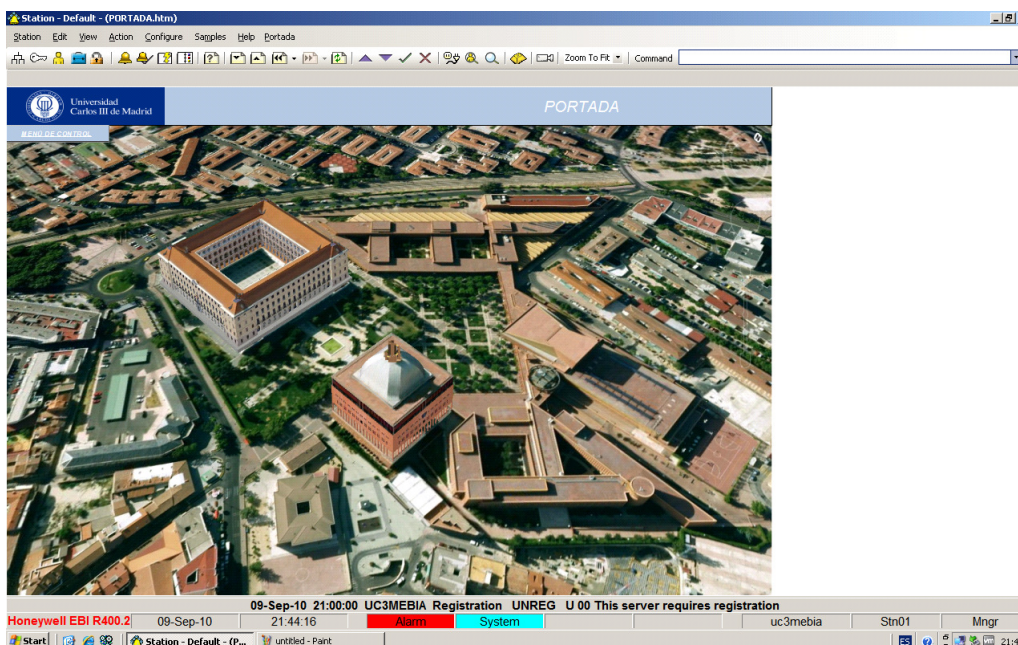 Station - Default - (PORTADA.htm)
Station Edit View Action Configure Samples Help Portada
Zoom To Fit Command
Universidad
Carlos III de Madrid
PORTADA
MENÚ DE CONTROL
09-Sep-10 21:00:00 UC3MEBIA Registration UNREG U 00 This server requires registration
Honeywell EBI R400.2 09-Sep-10 21:44:16 Alarm System uc3mebia Stn01 Mngr
Start Station - Default - (P... untitled - Paint ES 21:4